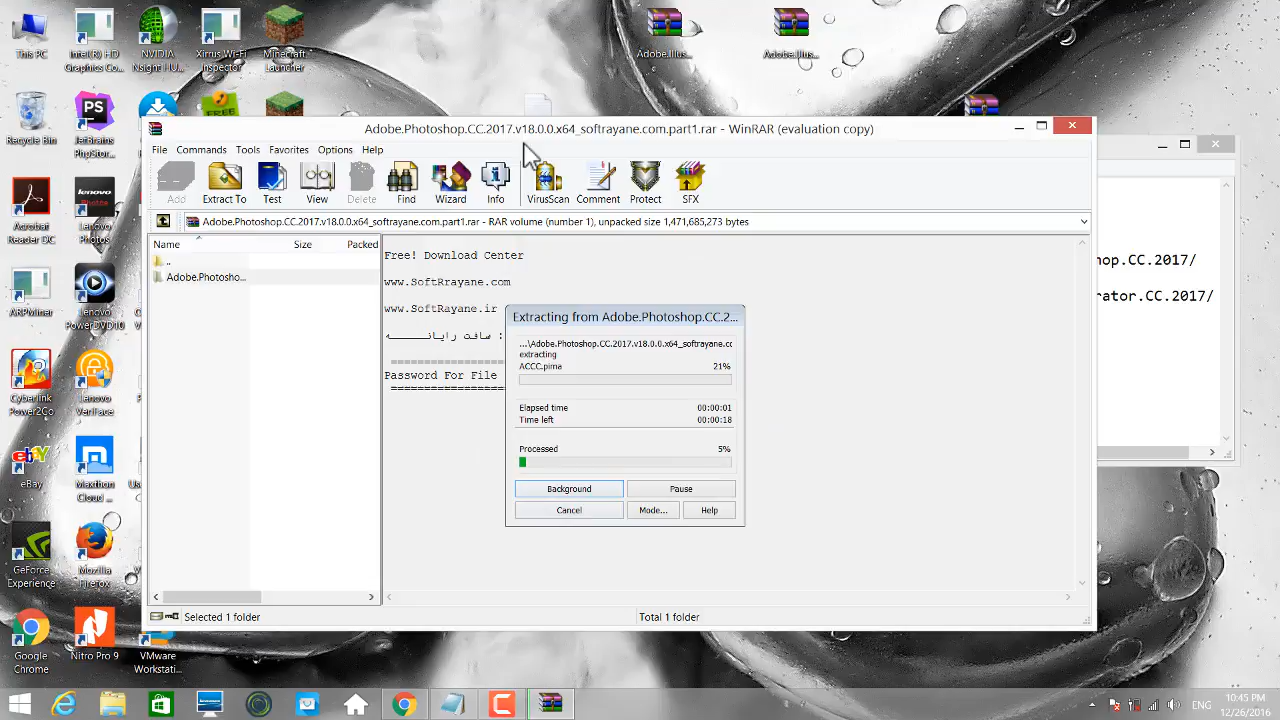 This PC
Intel(R) HD
Graphics Co...
NVIDIA
Nsight HU...
Xirrus Wi-Fi
Inspector
Minecraft
Launcher
Adobe.Illus...
Adobe.Illus...
Recycle Bin
JetBrains
PhpStor...
FREE
Adobe.Photoshop.CC.2017.v18.0.0.x64_softrayane.com.part1.rar - WinRAR (evaluation copy)
File Commands Tools Favorites Options Help
Add Extract To Test View Delete Find Wizard Info VirusScan Comment Protect SFX
Adobe.Photoshop.CC.2017.v18.0.0.x64_softrayane.com.part1.rar - RAR volume (number 1), unpacked size 1,471,685,273 bytes
Name Size Packed
..
Adobe.Photosho...
Free! Download Center
www.SoftRrayane.com
www.SoftRayane.ir
: سافت رایانـــــه
======================
Password For File
======================
Extracting from Adobe.Photoshop.CC.2...
...\Adobe.Photoshop.CC.2017.v18.0.0.x64_softrayane.cc
extracting
ACCC.pima 21%
Elapsed time 00:00:01
Time left 00:00:18
Processed 5%
Background Pause
Cancel Mode... Help
hop.CC.2017/
rator.CC.2017/
Acrobat
Reader DC
Lenovo
Photos
ARPMiner
Lenovo
PowerDVD10
Cyberlink
Power2Go
Lenovo
VeriFace
eBay
Maxthon
Cloud ...
GeForce
Experience
Mozilla
Firefox
Google
Chrome
Nitro Pro 9
VMware
Workstati...
Selected 1 folder
Total 1 folder
ENG
10:45 PM
12/26/2016